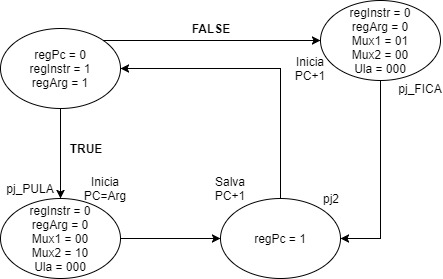 FALSE
regPc = 0
regInstr = 1
regArg = 1
regInstr = 0
regArg = 0
Mux1 = 01
Mux2 = 00
Ula = 000
Inicia
PC+1
pj_FICA
TRUE
pj_PULA
Inicia
PC=Arg
regInstr = 0
regArg = 0
Mux1 = 00
Mux2 = 10
Ula = 000
Salva
PC+1
pj2
regPc = 1